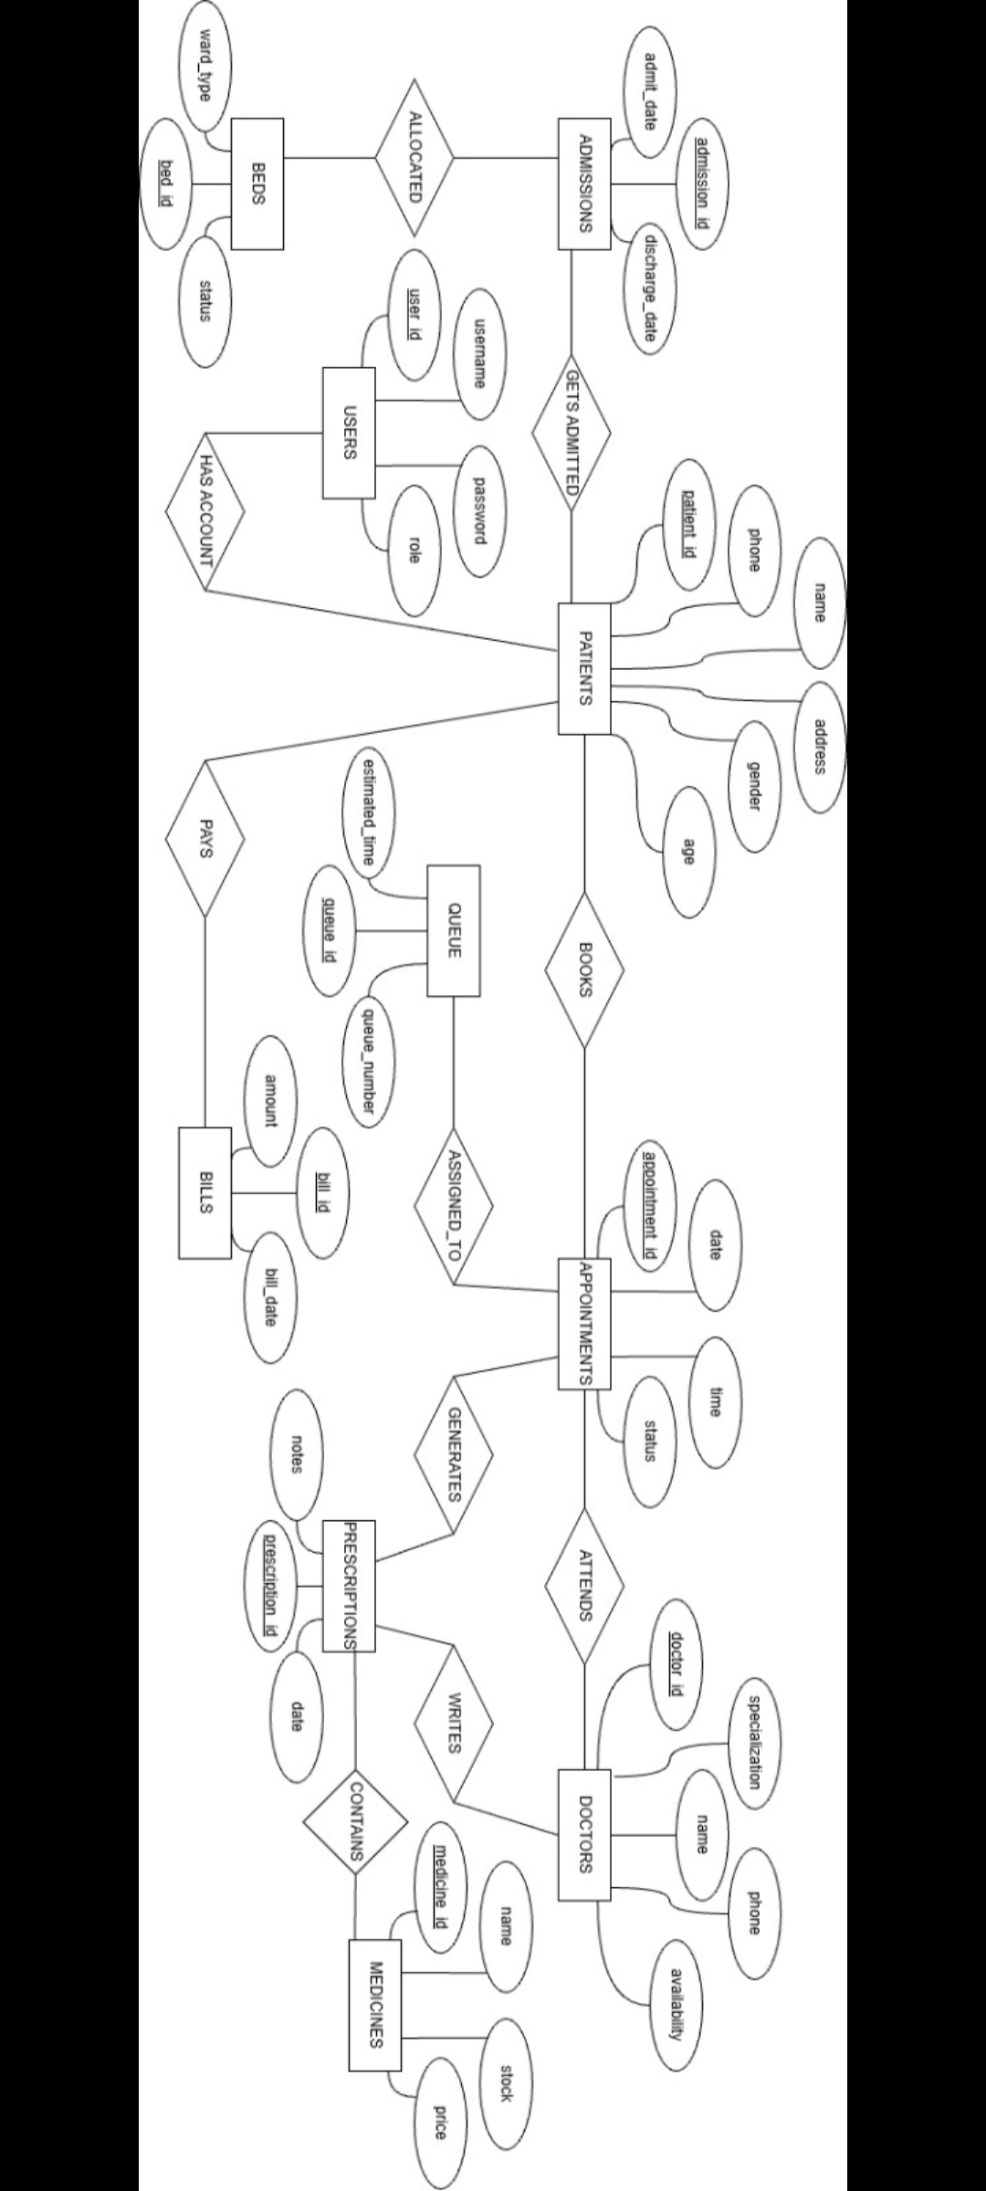 name
address
phone
gender
patient_id
age
date
time
specialization
phone
name
admission_id
doctor_id
availability
admit_date
discharge_date
appointment_id
status
ADMISSIONS
GETS ADMITTED
PATIENTS
BOOKS
APPOINTMENTS
ATTENDS
DOCTORS
username
password
name
stock
ALLOCATED
user_id
role
QUEUE
ASSIGNED_TO
GENERATES
WRITES
medicine_id
price
USERS
estimated_time
queue_number
PRESCRIPTIONS
CONTAINS
MEDICINES
queue_id
bill_id
BEDS
amount
bill_date
notes
prescription_id
date
ward_type
status
HAS ACCOUNT
PAYS
BILLS
bed_id